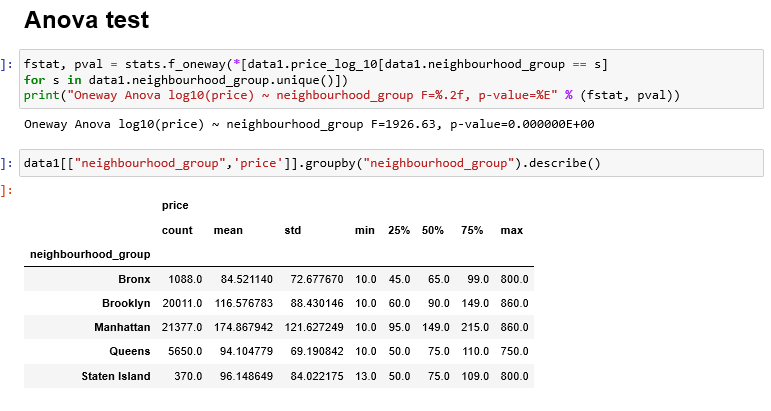 Anova test
]: fstat, pval = stats.f_oneway(*[data1.price_log_10[data1.neighbourhood_group == s]
for s in data1.neighbourhood_group.unique()])
print("Oneway Anova log10(price) ~ neighbourhood_group F=%.2f, p-value=%E" % (fstat, pval))
Oneway Anova log10(price) ~ neighbourhood_group F=1926.63, p-value=0.000000E+00
]: data1[["neighbourhood_group",'price']].groupby("neighbourhood_group").describe()
]:
price
count mean std min 25% 50% 75% max
neighbourhood_group
Bronx 1088.0 84.521140 72.677670 10.0 45.0 65.0 99.0 800.0
Brooklyn 20011.0 116.576783 88.430146 10.0 60.0 90.0 149.0 860.0
Manhattan 21377.0 174.867942 121.627249 10.0 95.0 149.0 215.0 860.0
Queens 5650.0 94.104779 69.190842 10.0 50.0 75.0 110.0 750.0
Staten Island 370.0 96.148649 84.022175 13.0 50.0 75.0 109.0 800.0